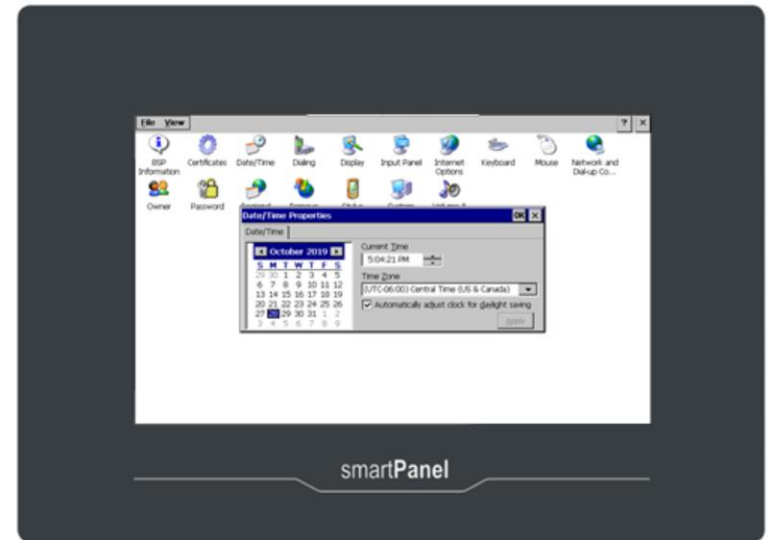 File View ? ×
BSP Information
Certificates
Date/Time
Dialing
Display
Input Panel
Internet Options
Keyboard
Mouse
Network and Dial-up Co...
Owner
Password
Date/Time Properties OK ×
Date/Time
October 2019
S M T W T F S
29 30 1 2 3 4 5
6 7 8 9 10 11 12
13 14 15 16 17 18 19
20 21 22 23 24 25 26
27 28 29 30 31 1 2
3 4 5 6 7 8 9
Current Time
5:04:21 PM
Time Zone
(UTC-06:00) Central Time (US & Canada)
Automatically adjust clock for daylight saving
Apply
smartPanel